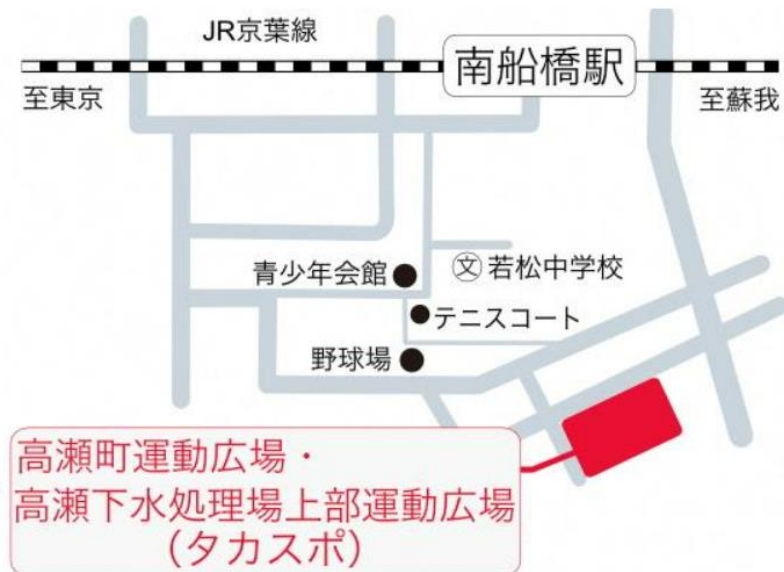 JR京葉線
南船橋駅
至東京
至蘇我
青少年会館
文 若松中学校
テニスコート
野球場
高瀬町運動広場・
高瀬下水処理場上部運動広場
(タカスポ)